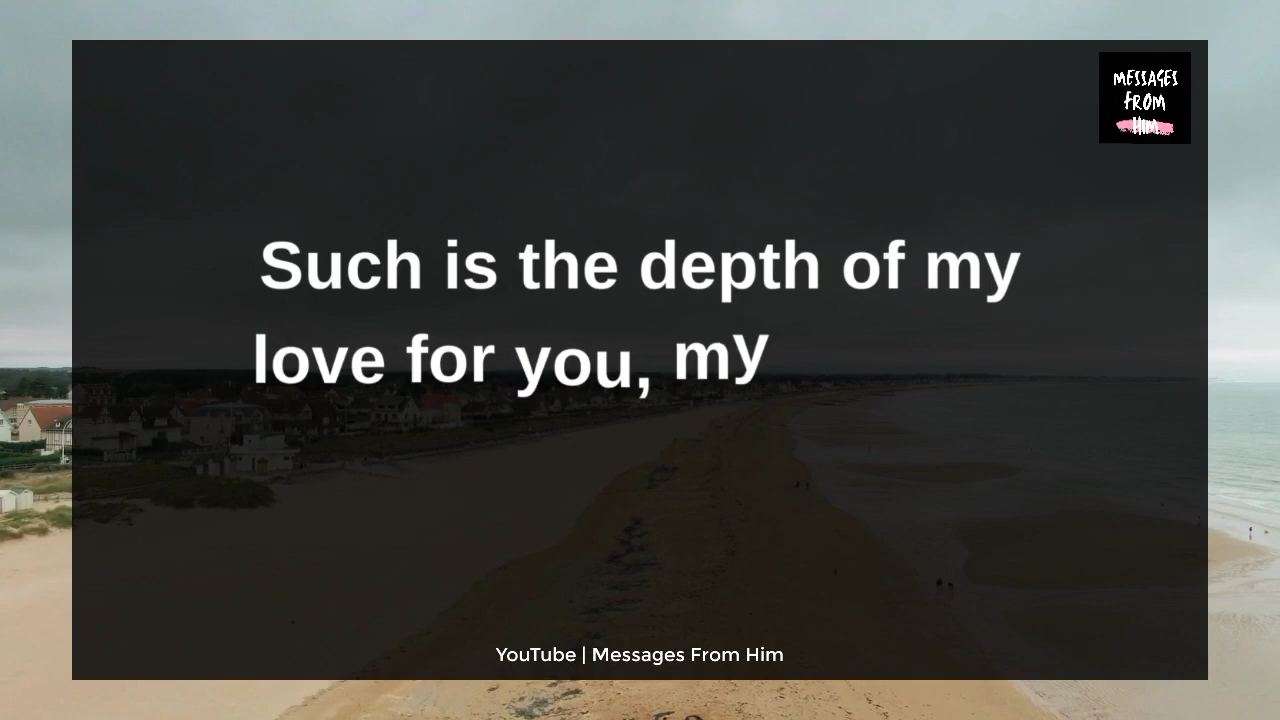 MESSAGES
FROM
HIM
Such is the depth of my
love for you, my
YouTube | Messages From Him